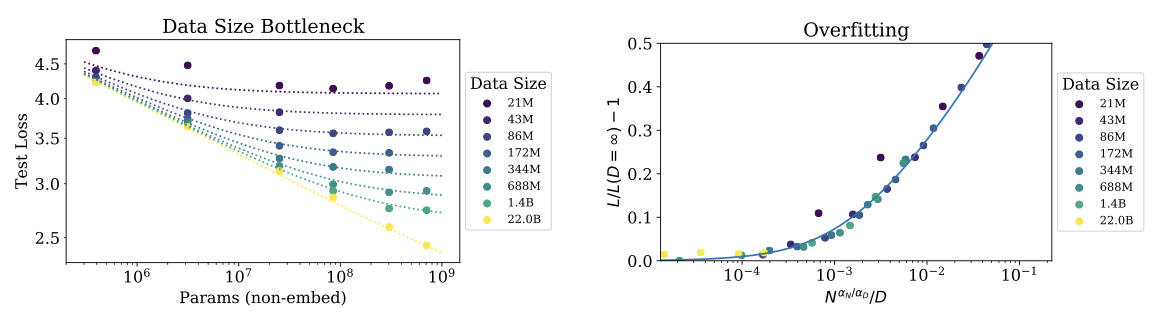 Data Size Bottleneck
4.5
4.0
3.5
3.0
2.5
Test Loss
10^6
10^7
10^8
10^9
Params (non-embed)
Data Size
21M
43M
86M
172M
344M
688M
1.4B
22.0B
Overfitting
0.5
0.4
0.3
0.2
0.1
0.0
L/L(D = ∞) − 1
10^−4
10^−3
10^−2
10^−1
N^{α_N/α_D}/D
Data Size
21M
43M
86M
172M
344M
688M
1.4B
22.0B